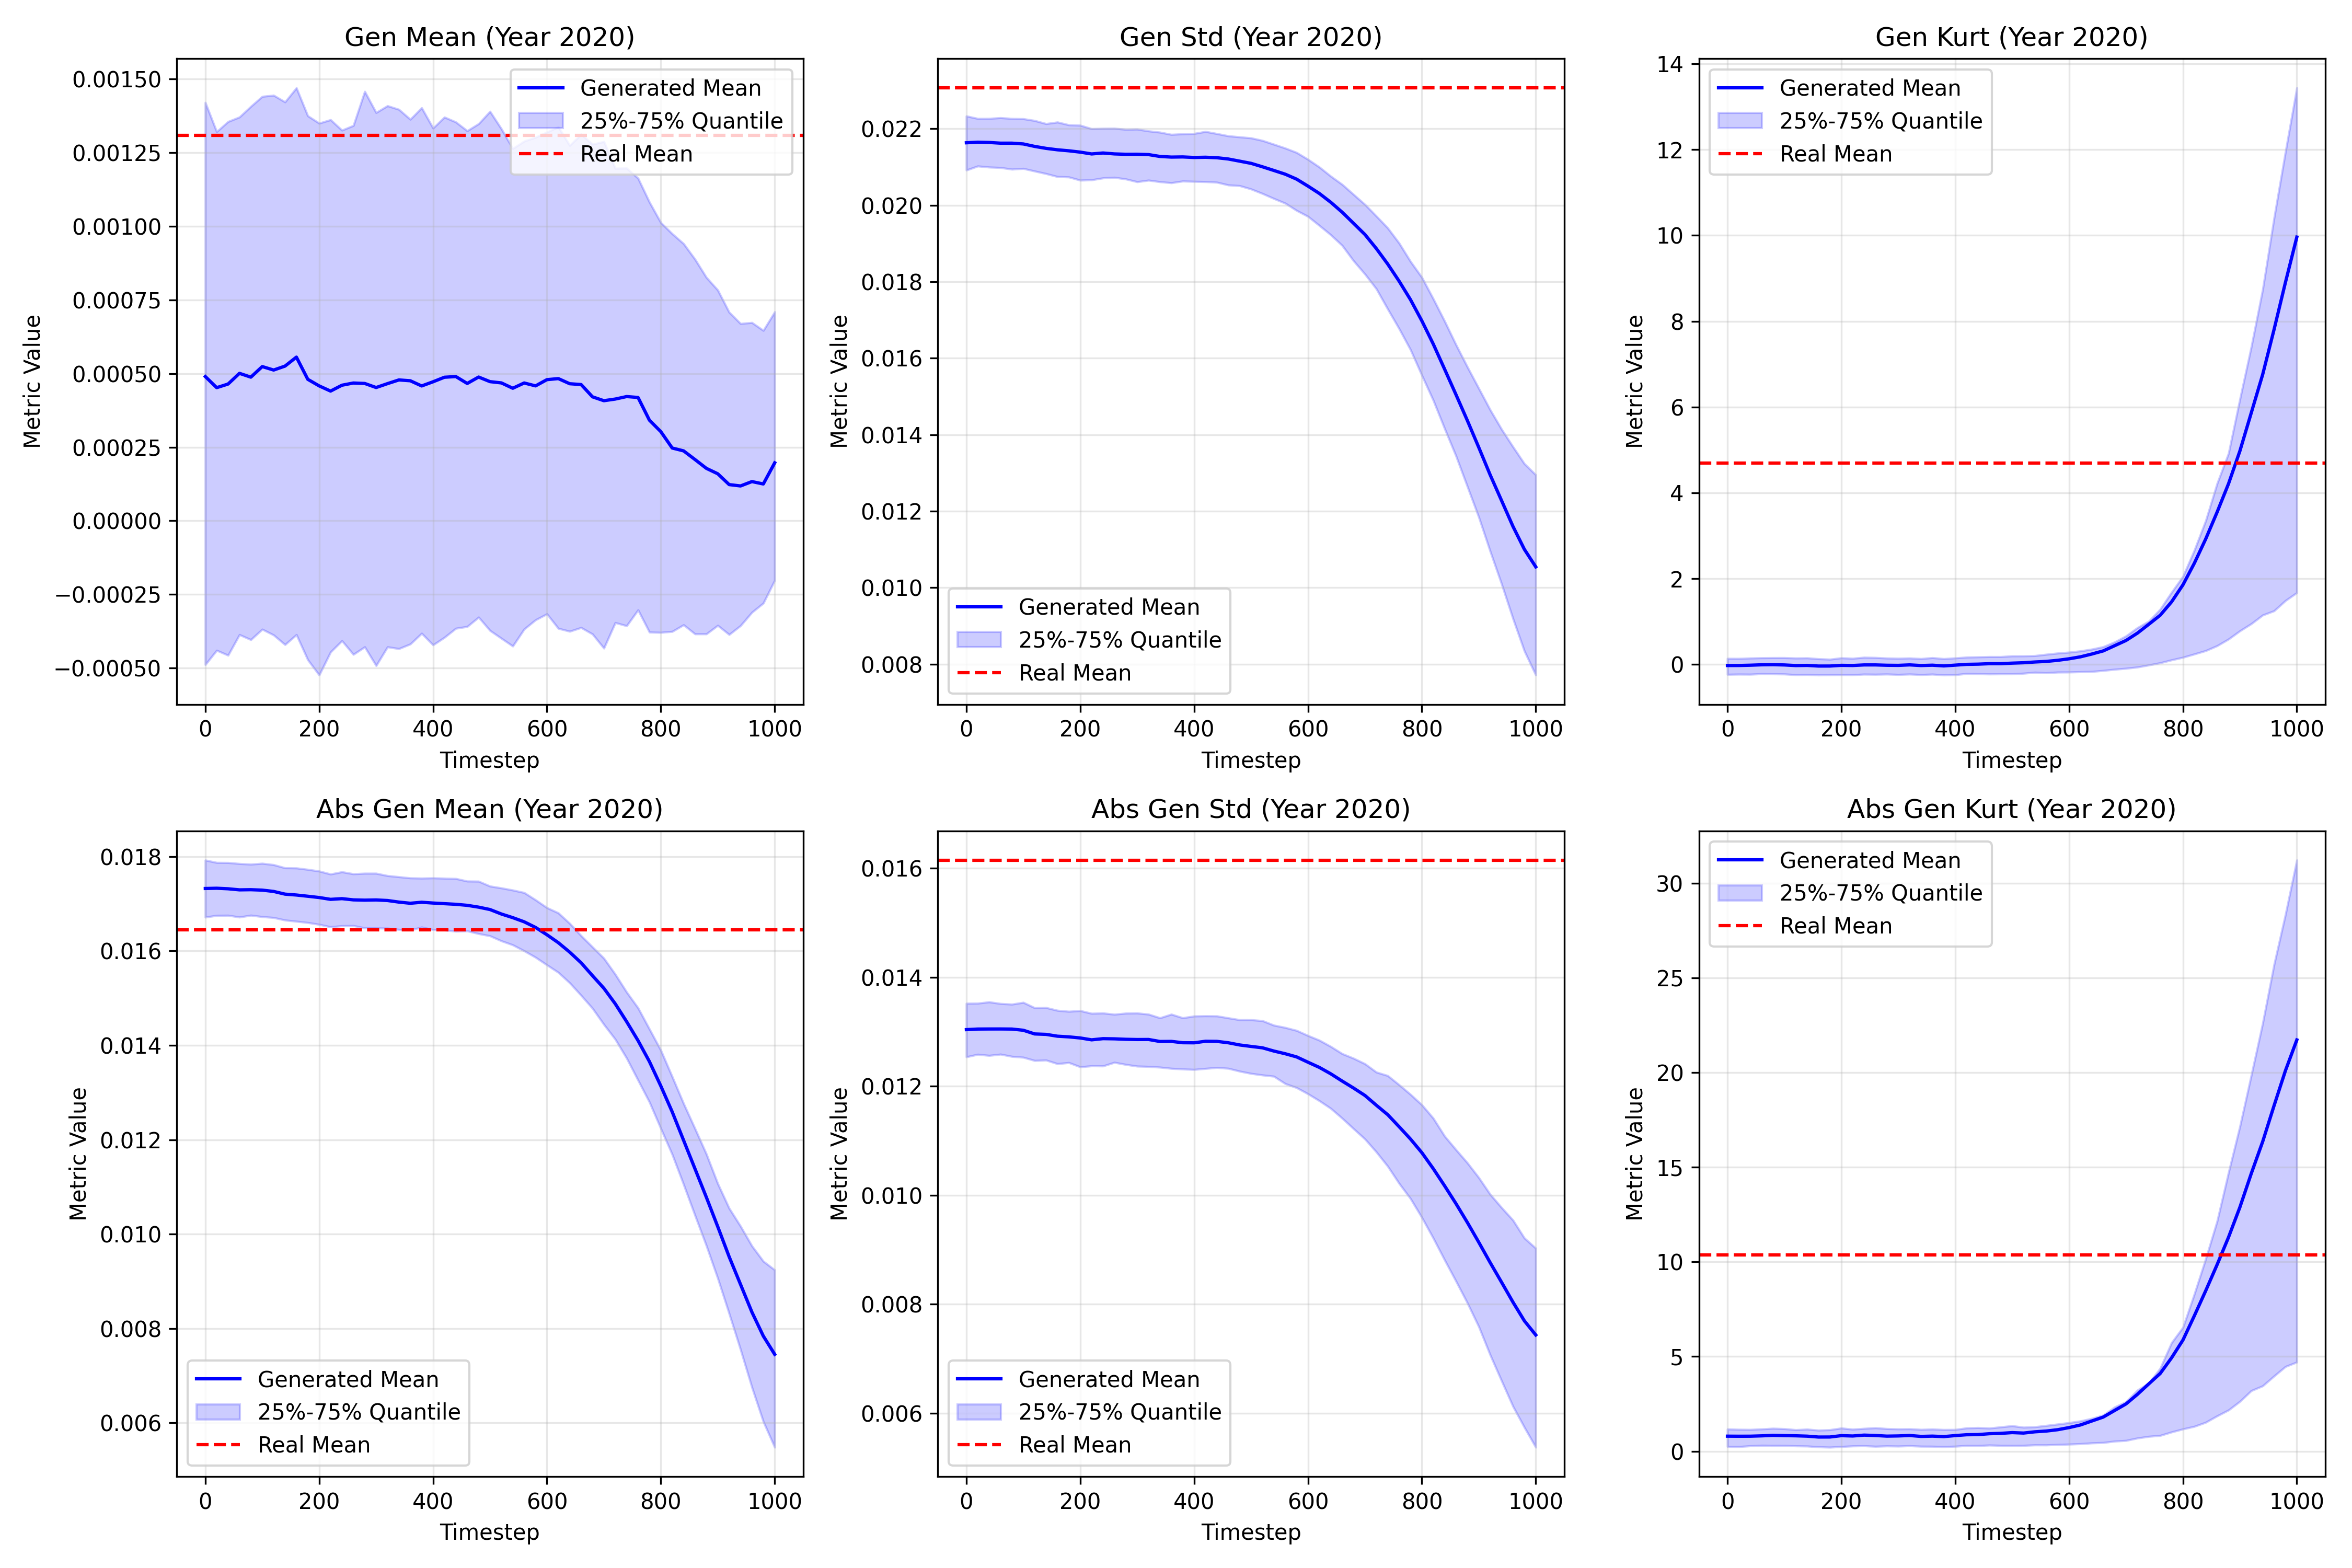 Gen Mean (Year 2020)
Metric Value
0.00150
0.00125
0.00100
0.00075
0.00050
0.00025
0.00000
−0.00025
−0.00050
Generated Mean
25%-75% Quantile
Real Mean
0 200 400 600 800 1000
Timestep
Gen Std (Year 2020)
Metric Value
0.022
0.020
0.018
0.016
0.014
0.012
0.010
0.008
Generated Mean
25%-75% Quantile
Real Mean
0 200 400 600 800 1000
Timestep
Gen Kurt (Year 2020)
Metric Value
14
12
10
8
6
4
2
0
Generated Mean
25%-75% Quantile
Real Mean
0 200 400 600 800 1000
Timestep
Abs Gen Mean (Year 2020)
Metric Value
0.018
0.016
0.014
0.012
0.010
0.008
0.006
Generated Mean
25%-75% Quantile
Real Mean
0 200 400 600 800 1000
Timestep
Abs Gen Std (Year 2020)
Metric Value
0.016
0.014
0.012
0.010
0.008
0.006
Generated Mean
25%-75% Quantile
Real Mean
0 200 400 600 800 1000
Timestep
Abs Gen Kurt (Year 2020)
Metric Value
30
25
20
15
10
5
0
Generated Mean
25%-75% Quantile
Real Mean
0 200 400 600 800 1000
Timestep